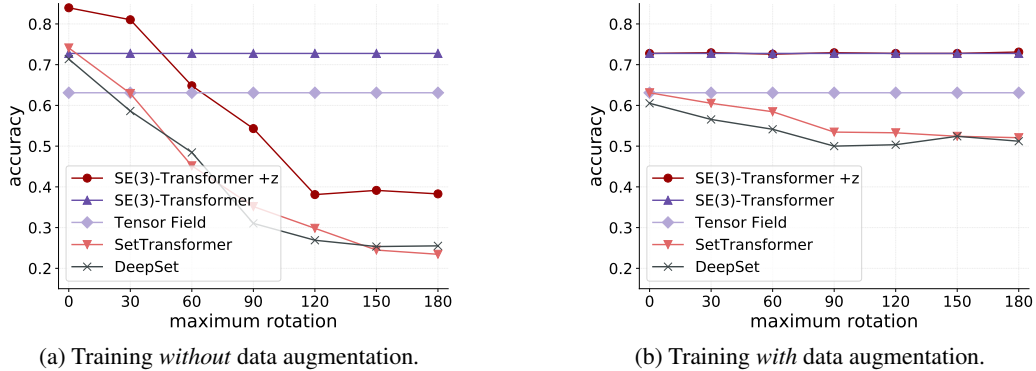 0.8
0.7
0.6
0.5
0.4
0.3
0.2
accuracy
SE(3)-Transformer +z
SE(3)-Transformer
Tensor Field
SetTransformer
DeepSet
0 30 60 90 120 150 180
maximum rotation
(a) Training without data augmentation.
0.8
0.7
0.6
0.5
0.4
0.3
0.2
accuracy
SE(3)-Transformer +z
SE(3)-Transformer
Tensor Field
SetTransformer
DeepSet
0 30 60 90 120 150 180
maximum rotation
(b) Training with data augmentation.